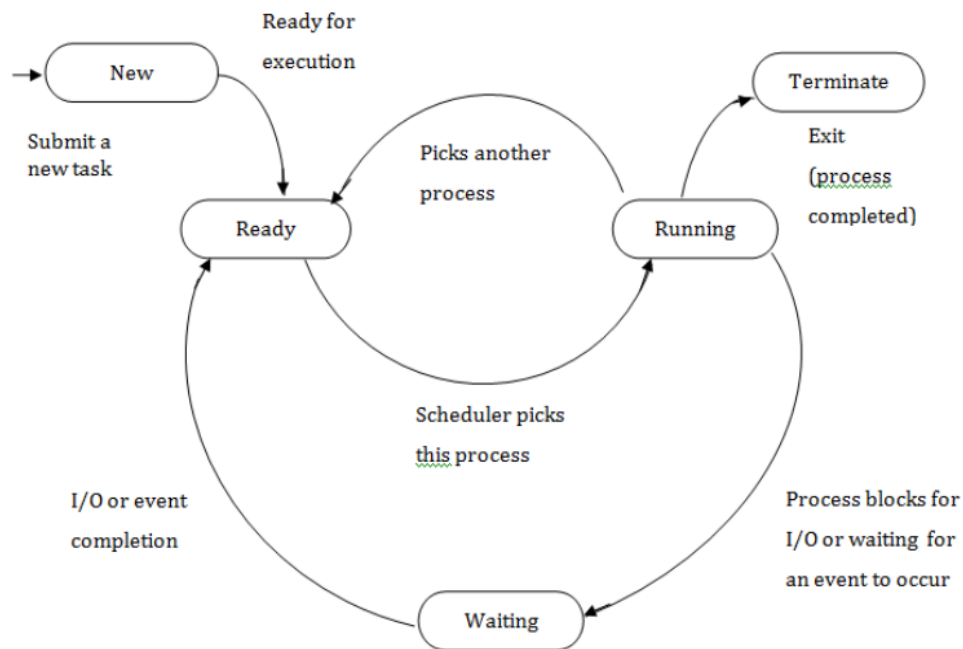 Ready for
execution
New
Terminate
Submit a
new task
Picks another
process
Exit
(process
completed)
Ready
Running
Scheduler picks
this process
I/O or event
completion
Process blocks for
I/O or waiting for
an event to occur
Waiting